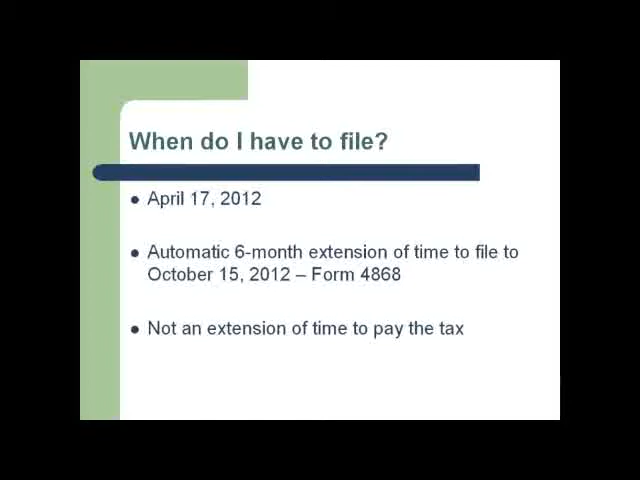 When do I have to file?
● April 17, 2012
● Automatic 6-month extension of time to file to
October 15, 2012 – Form 4868
● Not an extension of time to pay the tax